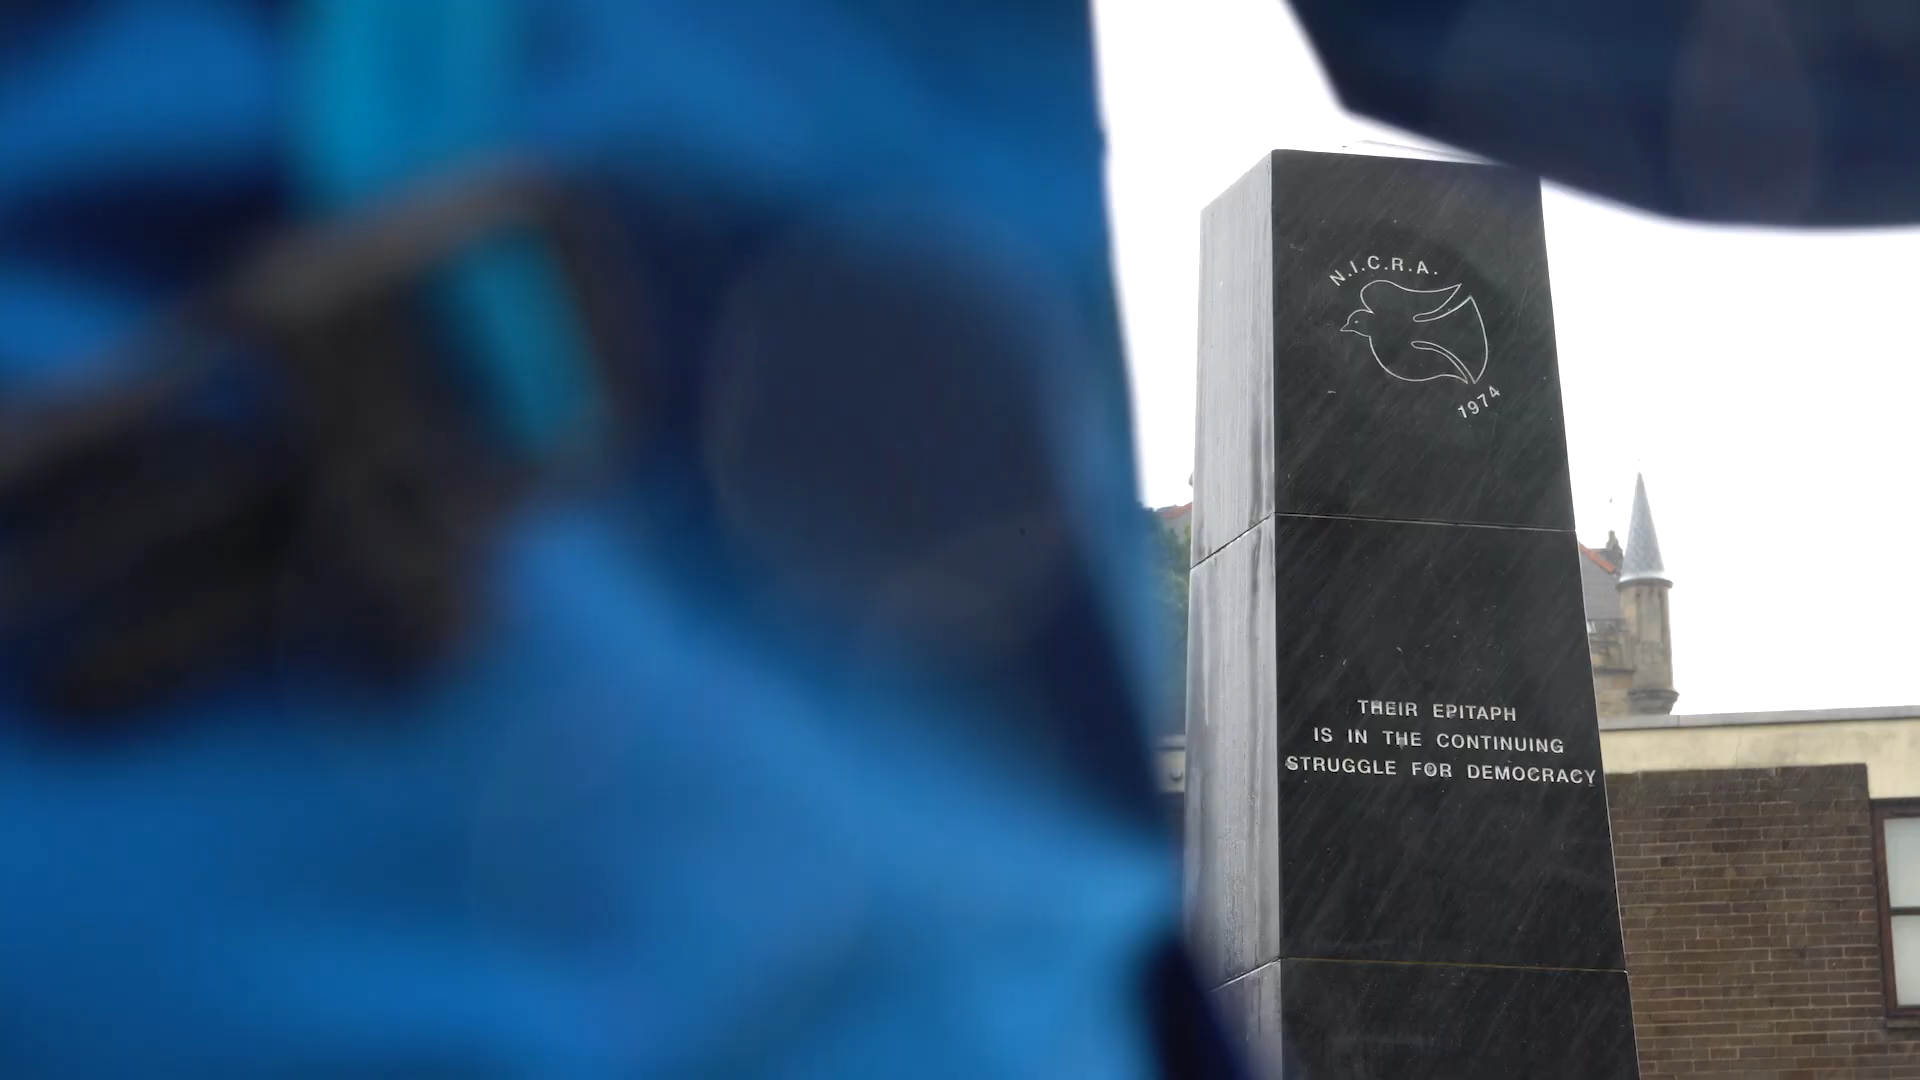 N.I.C.R.A.
1974
THEIR EPITAPH
IS IN THE CONTINUING
STRUGGLE FOR DEMOCRACY